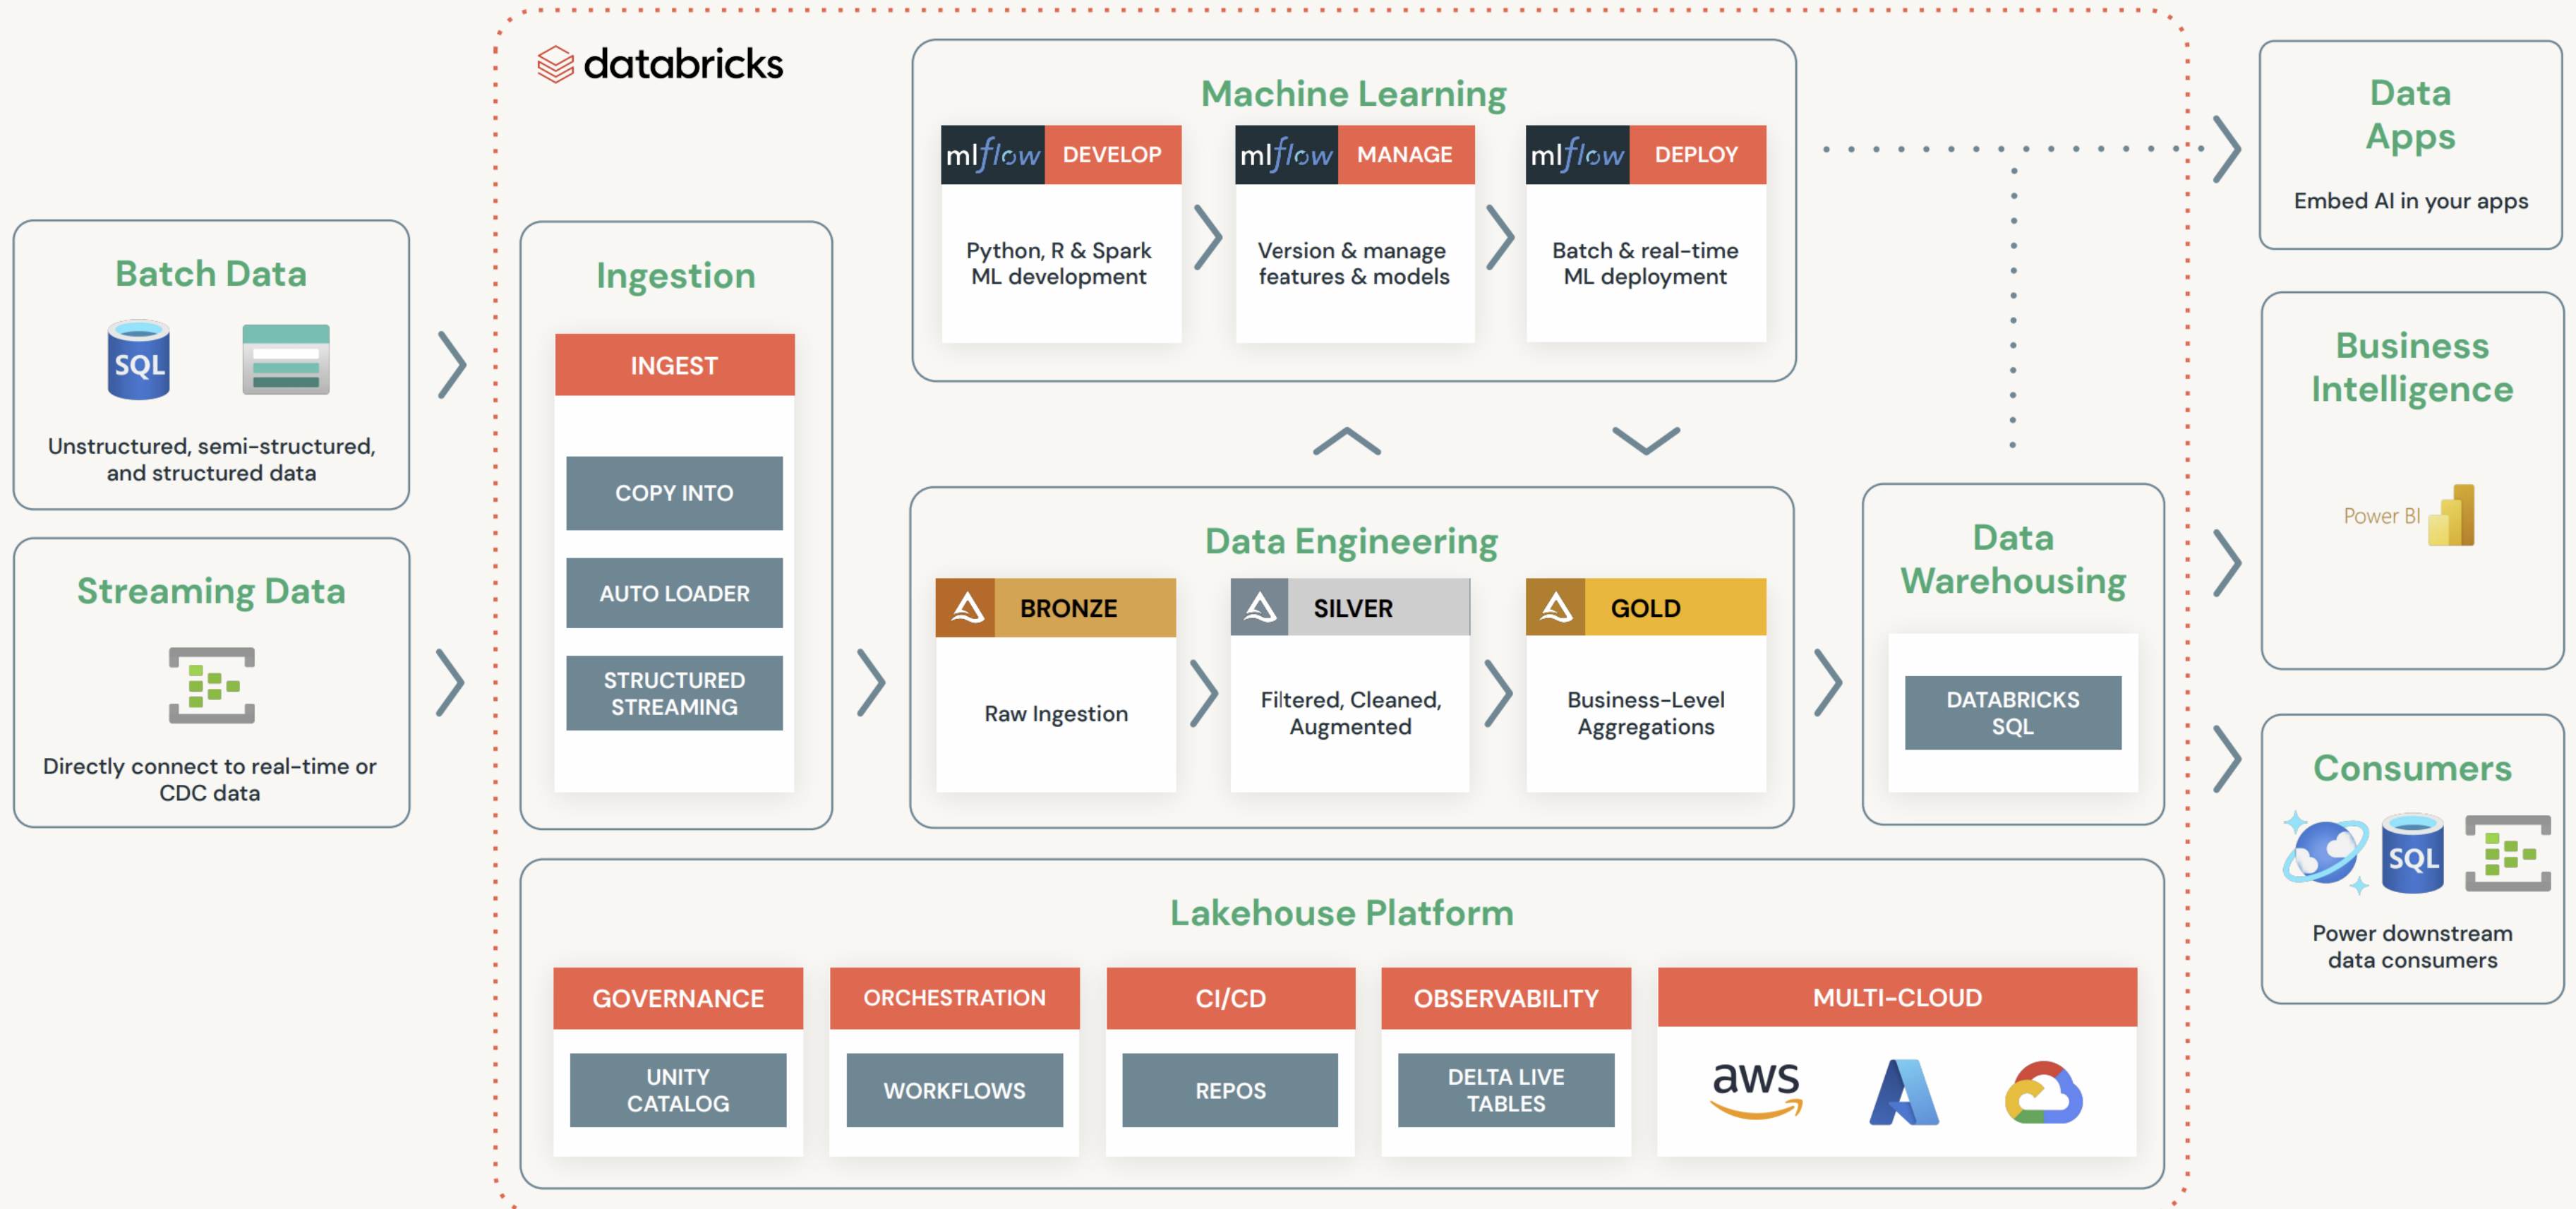 databricks
Batch Data
SQL
Unstructured, semi-structured,
and structured data
Streaming Data
Directly connect to real-time or
CDC data
Ingestion
INGEST
COPY INTO
AUTO LOADER
STRUCTURED
STREAMING
Machine Learning
mlflow DEVELOP
Python, R & Spark
ML development
mlflow MANAGE
Version & manage
features & models
mlflow DEPLOY
Batch & real-time
ML deployment
Data Engineering
BRONZE
Raw Ingestion
SILVER
Filtered, Cleaned,
Augmented
GOLD
Business-Level
Aggregations
Data
Warehousing
DATABRICKS
SQL
Lakehouse Platform
GOVERNANCE
UNITY
CATALOG
ORCHESTRATION
WORKFLOWS
CI/CD
REPOS
OBSERVABILITY
DELTA LIVE
TABLES
MULTI-CLOUD
aws
Data
Apps
Embed AI in your apps
Business
Intelligence
Power BI
Consumers
SQL
Power downstream
data consumers